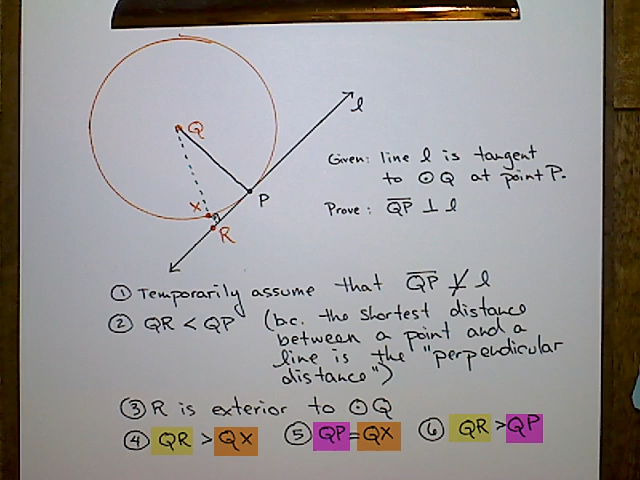 Q
l
P
X
R
Given: line l is tangent
to ⊙Q at point P.
Prove: Q̅P̅ ⊥ l
① Temporarily assume that Q̅P̅ ⊥̸ l
② QR < QP (b.c. the shortest distance
between a point and a
line is the "perpendicular
distance")
③ R is exterior to ⊙Q
④ QR > QX ⑤ QP = QX ⑥ QR > QP